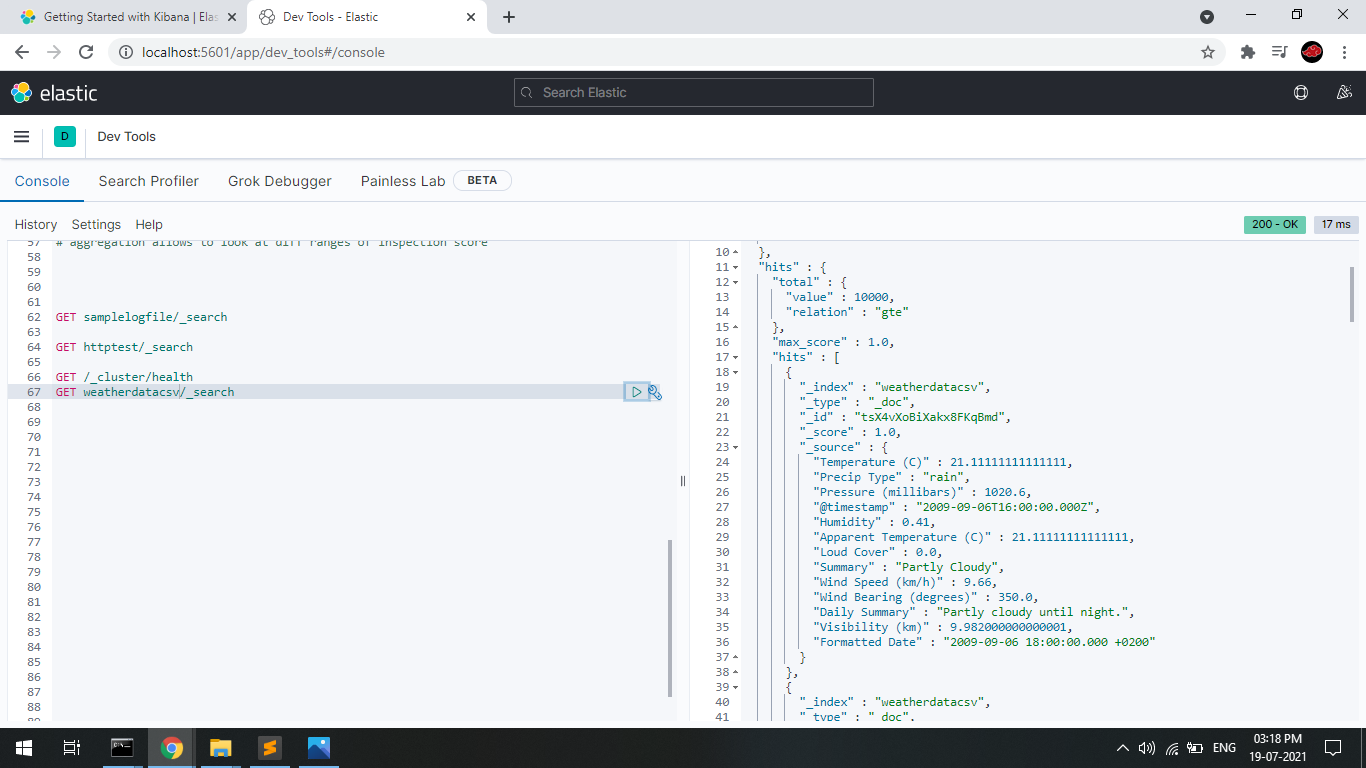 Getting Started with Kibana | Elas
Dev Tools - Elastic
localhost:5601/app/dev_tools#/console
elastic
Search Elastic
D
Dev Tools
Console
Search Profiler
Grok Debugger
Painless Lab
BETA
History
Settings
Help
200 - OK
17 ms
57 # aggregation allows to look at diff ranges of inspection score
58
59
60
61
62 GET samplelogfile/_search
63
64 GET httptest/_search
65
66 GET /_cluster/health
67 GET weatherdatacsv/_search
68
69
70
71
72
73
74
75
76
77
78
79
80
81
82
83
84
85
86
87
88
89
10 },
11 "hits" : {
12 "total" : {
13 "value" : 10000,
14 "relation" : "gte"
15 },
16 "max_score" : 1.0,
17 "hits" : [
18 {
19 "_index" : "weatherdatacsv",
20 "_type" : "_doc",
21 "_id" : "tsX4vXoBiXakx8FKqBmd",
22 "_score" : 1.0,
23 "_source" : {
24 "Temperature (C)" : 21.11111111111111,
25 "Precip Type" : "rain",
26 "Pressure (millibars)" : 1020.6,
27 "@timestamp" : "2009-09-06T16:00:00.000Z",
28 "Humidity" : 0.41,
29 "Apparent Temperature (C)" : 21.11111111111111,
30 "Loud Cover" : 0.0,
31 "Summary" : "Partly Cloudy",
32 "Wind Speed (km/h)" : 9.66,
33 "Wind Bearing (degrees)" : 350.0,
34 "Daily Summary" : "Partly cloudy until night.",
35 "Visibility (km)" : 9.982000000000001,
36 "Formatted Date" : "2009-09-06 18:00:00.000 +0200"
37 }
38 },
39 {
40 "_index" : "weatherdatacsv",
41 "_type" : "_doc",
ENG
03:18 PM
19-07-2021